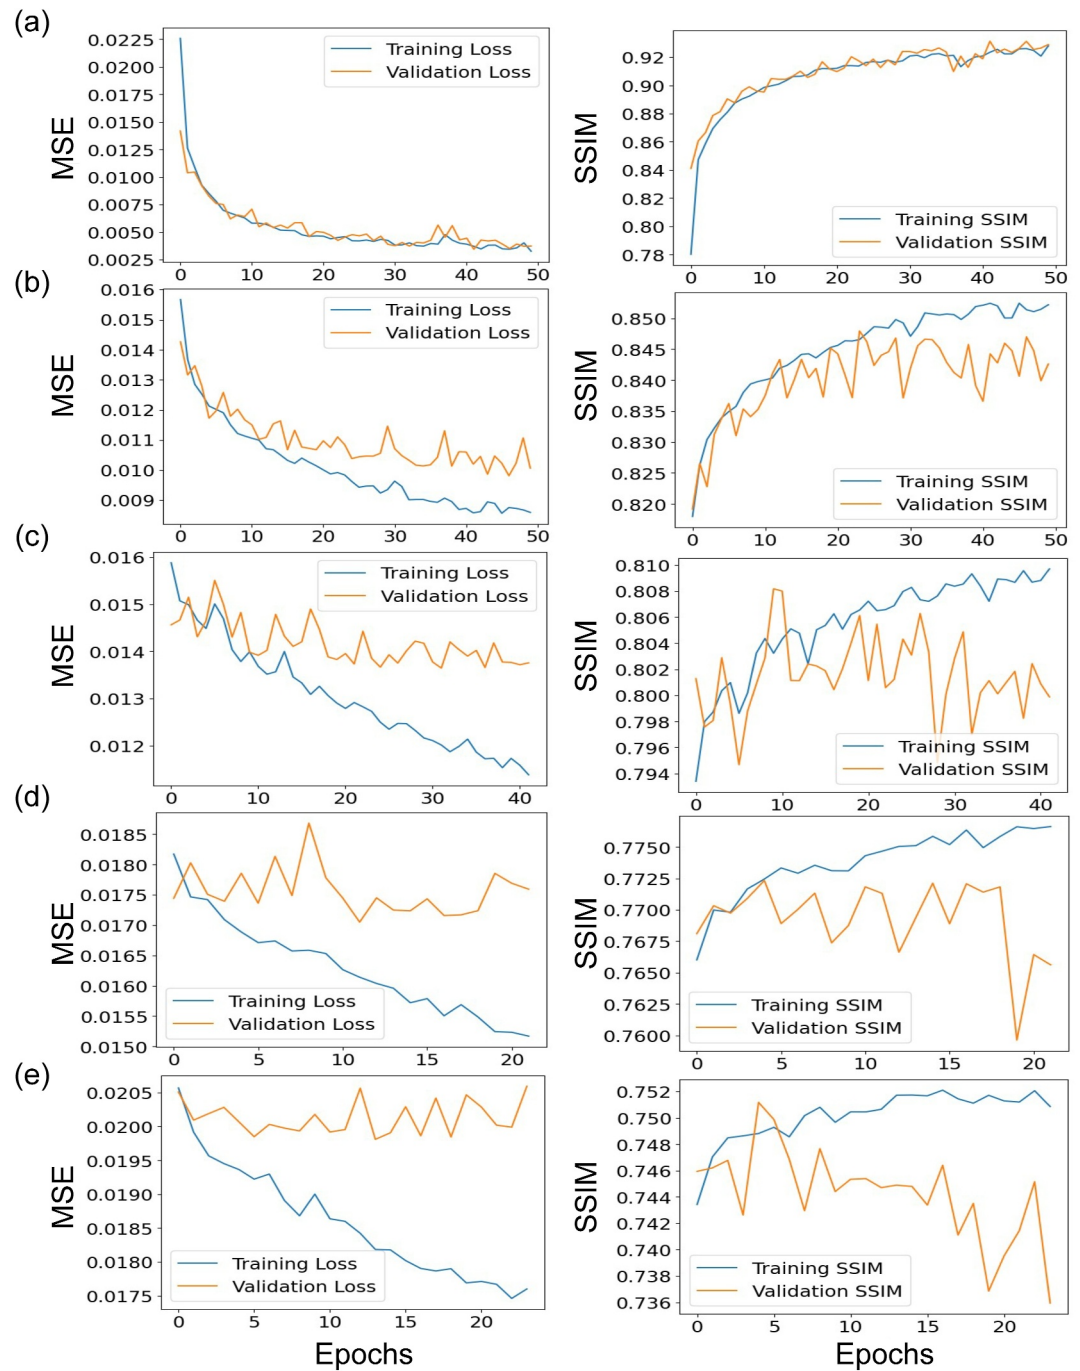 (a)
MSE
0.0225
0.0200
0.0175
0.0150
0.0125
0.0100
0.0075
0.0050
0.0025
Training Loss
Validation Loss
0 10 20 30 40 50
SSIM
0.92
0.90
0.88
0.86
0.84
0.82
0.80
0.78
Training SSIM
Validation SSIM
0 10 20 30 40 50
(b)
MSE
0.016
0.015
0.014
0.013
0.012
0.011
0.010
0.009
Training Loss
Validation Loss
0 10 20 30 40 50
SSIM
0.850
0.845
0.840
0.835
0.830
0.825
0.820
Training SSIM
Validation SSIM
0 10 20 30 40 50
(c)
MSE
0.016
0.015
0.014
0.013
0.012
Training Loss
Validation Loss
0 10 20 30 40
SSIM
0.810
0.808
0.806
0.804
0.802
0.800
0.798
0.796
0.794
Training SSIM
Validation SSIM
0 10 20 30 40
(d)
MSE
0.0185
0.0180
0.0175
0.0170
0.0165
0.0160
0.0155
0.0150
Training Loss
Validation Loss
0 5 10 15 20
SSIM
0.7750
0.7725
0.7700
0.7675
0.7650
0.7625
0.7600
Training SSIM
Validation SSIM
0 5 10 15 20
(e)
MSE
0.0205
0.0200
0.0195
0.0190
0.0185
0.0180
0.0175
Training Loss
Validation Loss
0 5 10 15 20
Epochs
SSIM
0.752
0.750
0.748
0.746
0.744
0.742
0.740
0.738
0.736
Training SSIM
Validation SSIM
0 5 10 15 20
Epochs